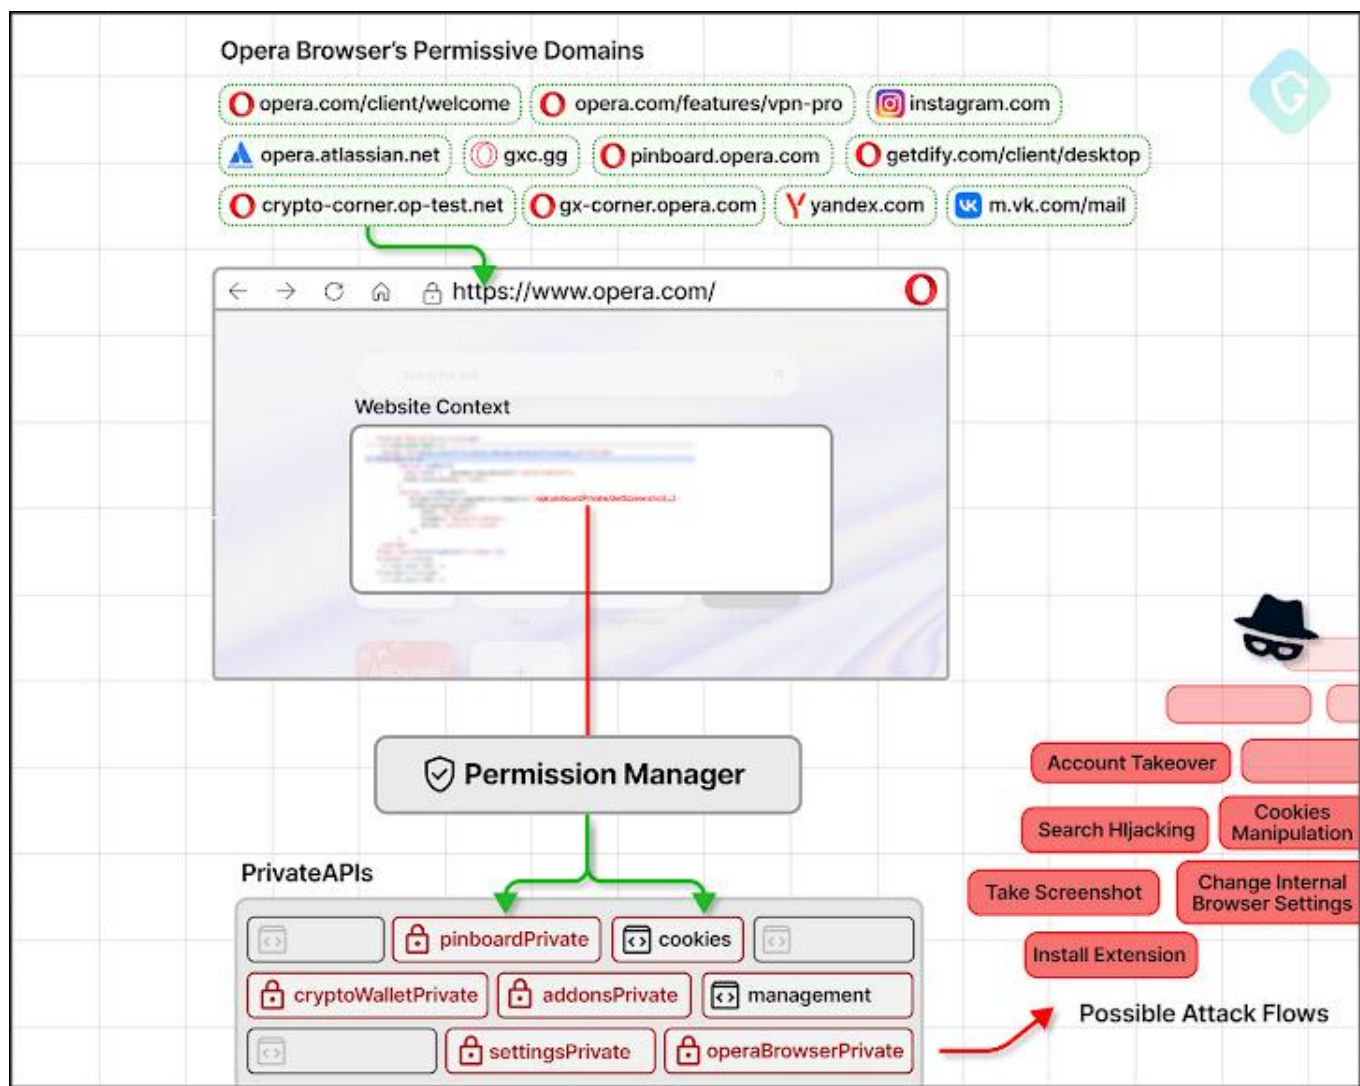 Opera Browser's Permissive Domains
opera.com/client/welcome
opera.com/features/vpn-pro
instagram.com
opera.atlassian.net
gxc.gg
pinboard.opera.com
getdify.com/client/desktop
crypto-corner.op-test.net
gx-corner.opera.com
yandex.com
m.vk.com/mail
https://www.opera.com/
Website Context
Permission Manager
PrivateAPIs
pinboardPrivate
cookies
cryptoWalletPrivate
addonsPrivate
management
settingsPrivate
operaBrowserPrivate
Account Takeover
Search HIjacking
Cookies
Manipulation
Take Screenshot
Change Internal
Browser Settings
Install Extension
Possible Attack Flows